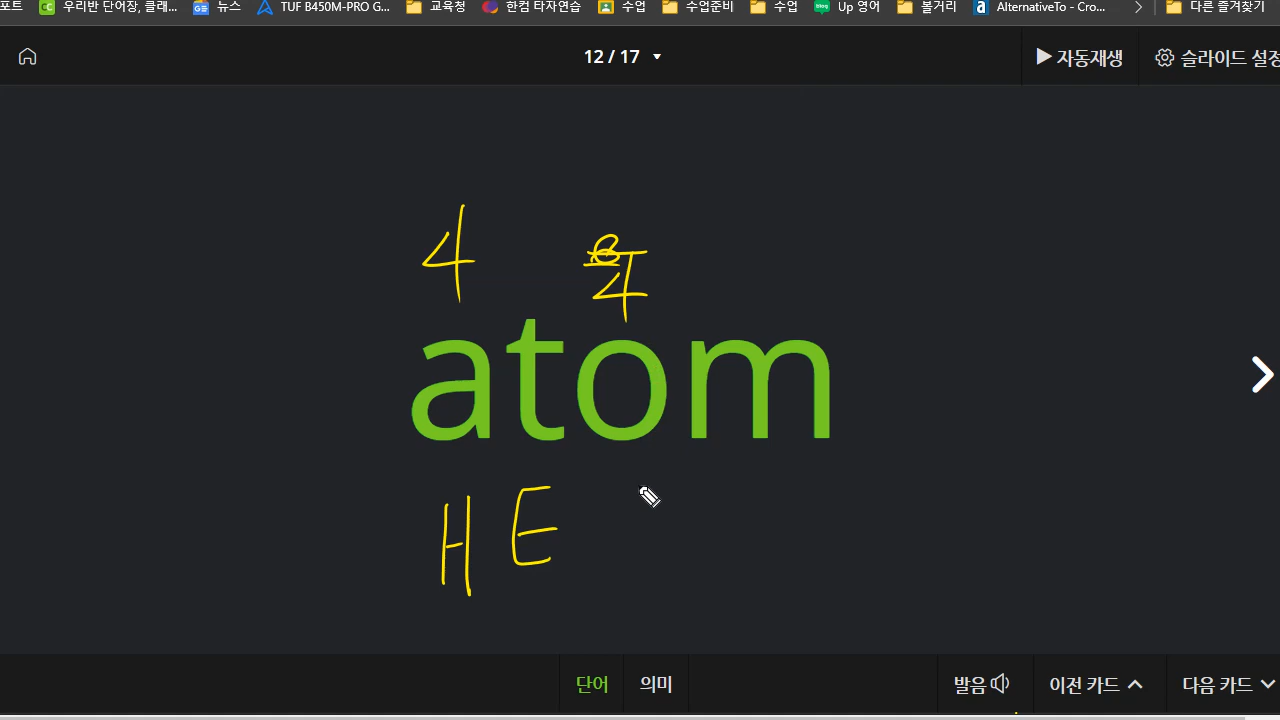 포트 우리반 단어장, 클래... 뉴스 TUF B450M-PRO G... 교육청 한컴 타자연습 수업 수업준비 수업 Up 영어 볼거리 AlternativeTo - Cro... 다른 즐겨찾기
12 / 17 자동재생 슬라이드 설정
4 4
atom
H E
단어 의미 발음 이전 카드 다음 카드